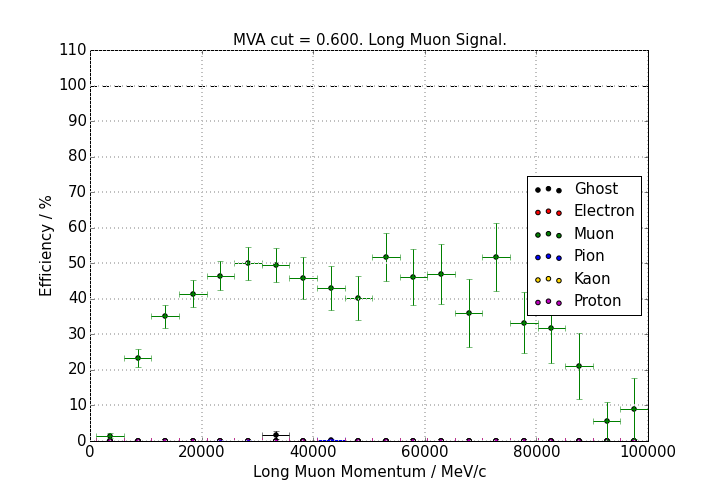 MVA cut = 0.600. Long Muon Signal.
110
100
90
80
70
60
50
40
30
20
10
0
Efficiency / %
Ghost
Electron
Muon
Pion
Kaon
Proton
0 20000 40000 60000 80000 100000
Long Muon Momentum / MeV/c